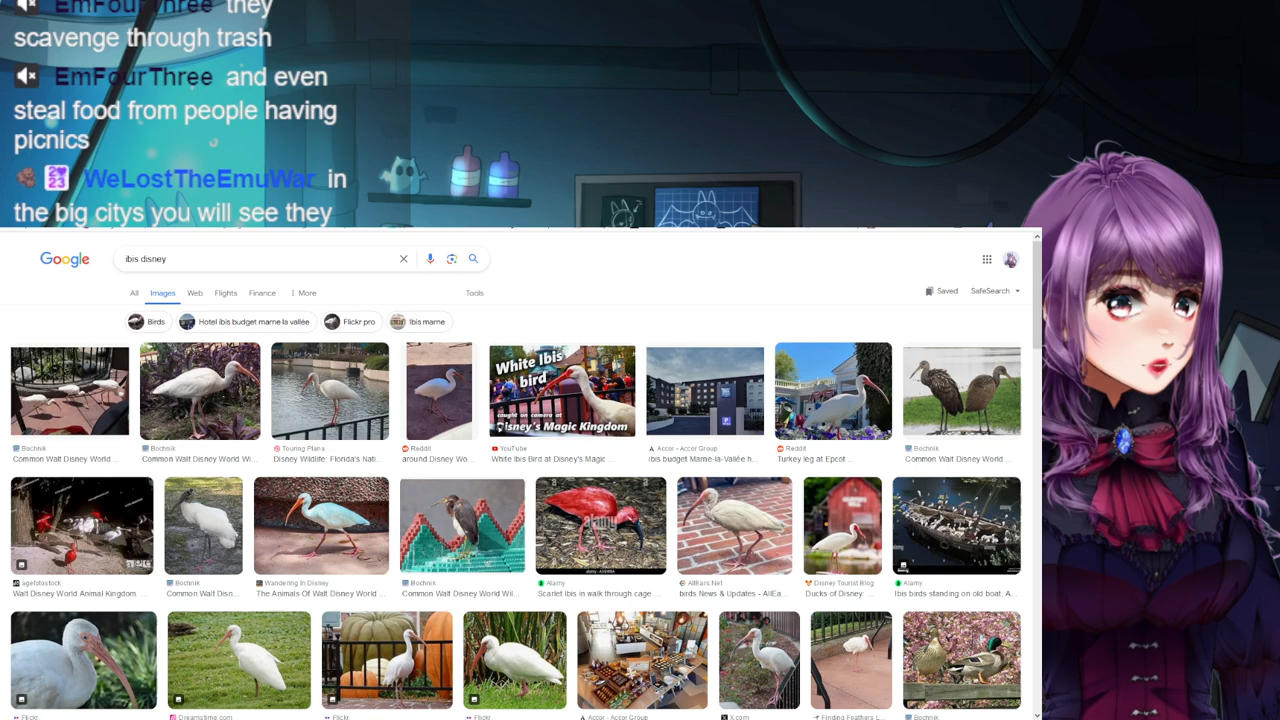 EmFourThree they
scavenge through trash
EmFourThree and even
steal food from people having
picnics
WeLostTheEmuWar in
the big citys you will see they
Google
ibis disney
All Images Web Flights Finance More Tools
Saved SafeSearch
Birds Hotel ibis budget marne la vallée Flickr pro Ibis marne
White Ibis
bird
caught on camera at
Disney's Magic Kingdom
Bochnik Bochnik Touring Plans Reddit YouTube Accor - Accor Group Reddit Bochnik
Common Walt Disney World ... Common Walt Disney World Wi... Disney Wildlife: Florida's Nati... around Disney Wo... White Ibis Bird at Disney's Magic ... ibis budget Marne-la-Vallée h... Turkey leg at Epcot ... Common Walt Disney World ...
alamy
agefotostock Bochnik Wandering In Disney Bochnik Alamy AllEars.Net Disney Tourist Blog Alamy
Walt Disney World Animal Kingdom. ... Common Walt Disn... The Animals Of Walt Disney World ... Common Walt Disney World Wil... Scarlet Ibis in walk through cage ... birds News & Updates - AllEa... Ducks of Disney: ... Ibis birds standing on old boat, A...
Flickr Dreamstime.com Flickr Flickr Accor - Accor Group X.com Finding Feathers L... Bochnik